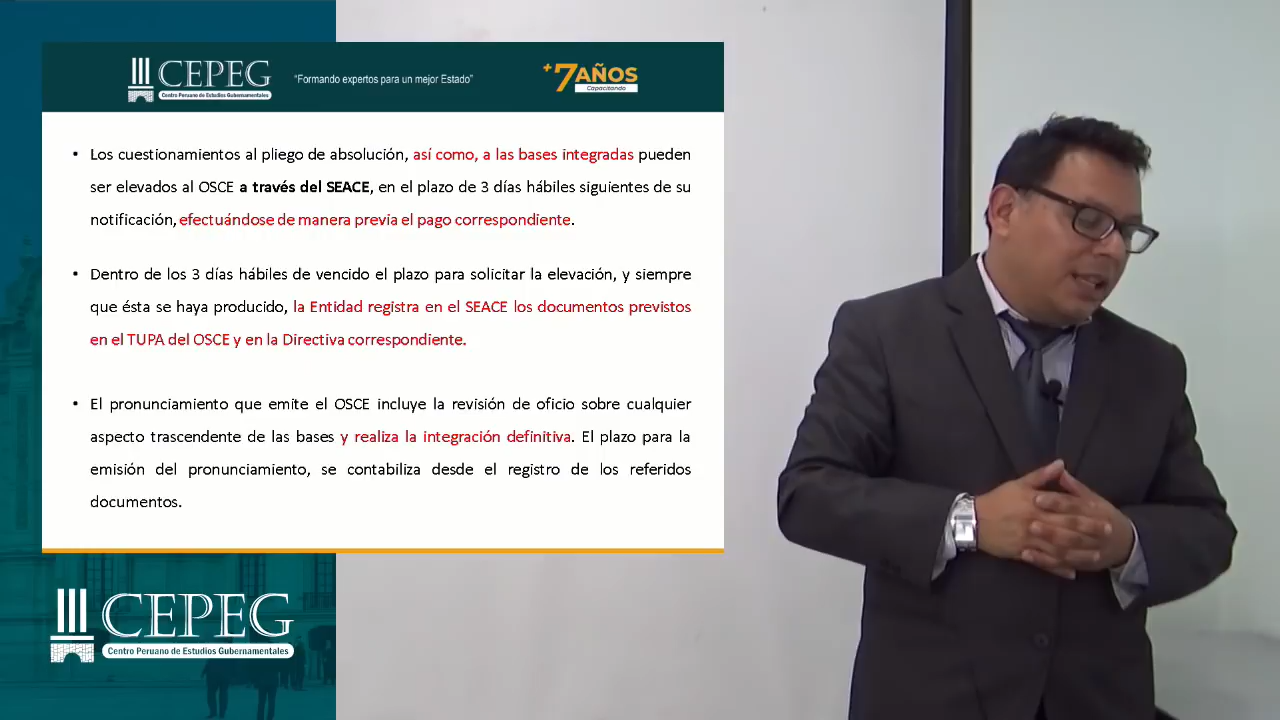 CEPEG
Centro Peruano de Estudios Gubernamentales
"Formando expertos para un mejor Estado"
+7 AÑOS
Capacitando
• Los cuestionamientos al pliego de absolución, así como, a las bases integradas pueden
ser elevados al OSCE a través del SEACE, en el plazo de 3 días hábiles siguientes de su
notificación, efectuándose de manera previa el pago correspondiente.
• Dentro de los 3 días hábiles de vencido el plazo para solicitar la elevación, y siempre
que ésta se haya producido, la Entidad registra en el SEACE los documentos previstos
en el TUPA del OSCE y en la Directiva correspondiente.
• El pronunciamiento que emite el OSCE incluye la revisión de oficio sobre cualquier
aspecto trascendente de las bases y realiza la integración definitiva. El plazo para la
emisión del pronunciamiento, se contabiliza desde el registro de los referidos
documentos.
CEPEG
Centro Peruano de Estudios Gubernamentales